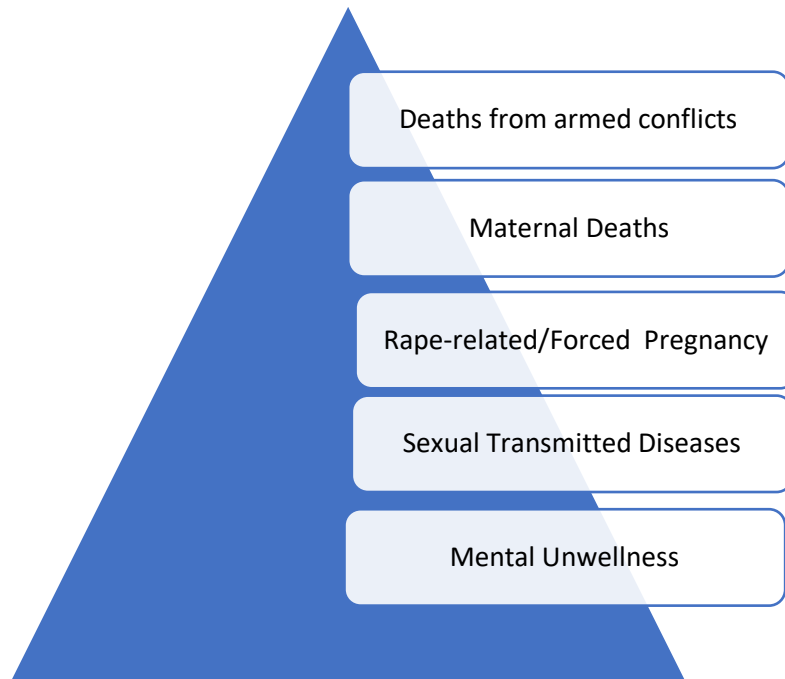 Deaths from armed conflicts
Maternal Deaths
Rape-related/Forced  Pregnancy
Sexual Transmitted Diseases
Mental Unwellness